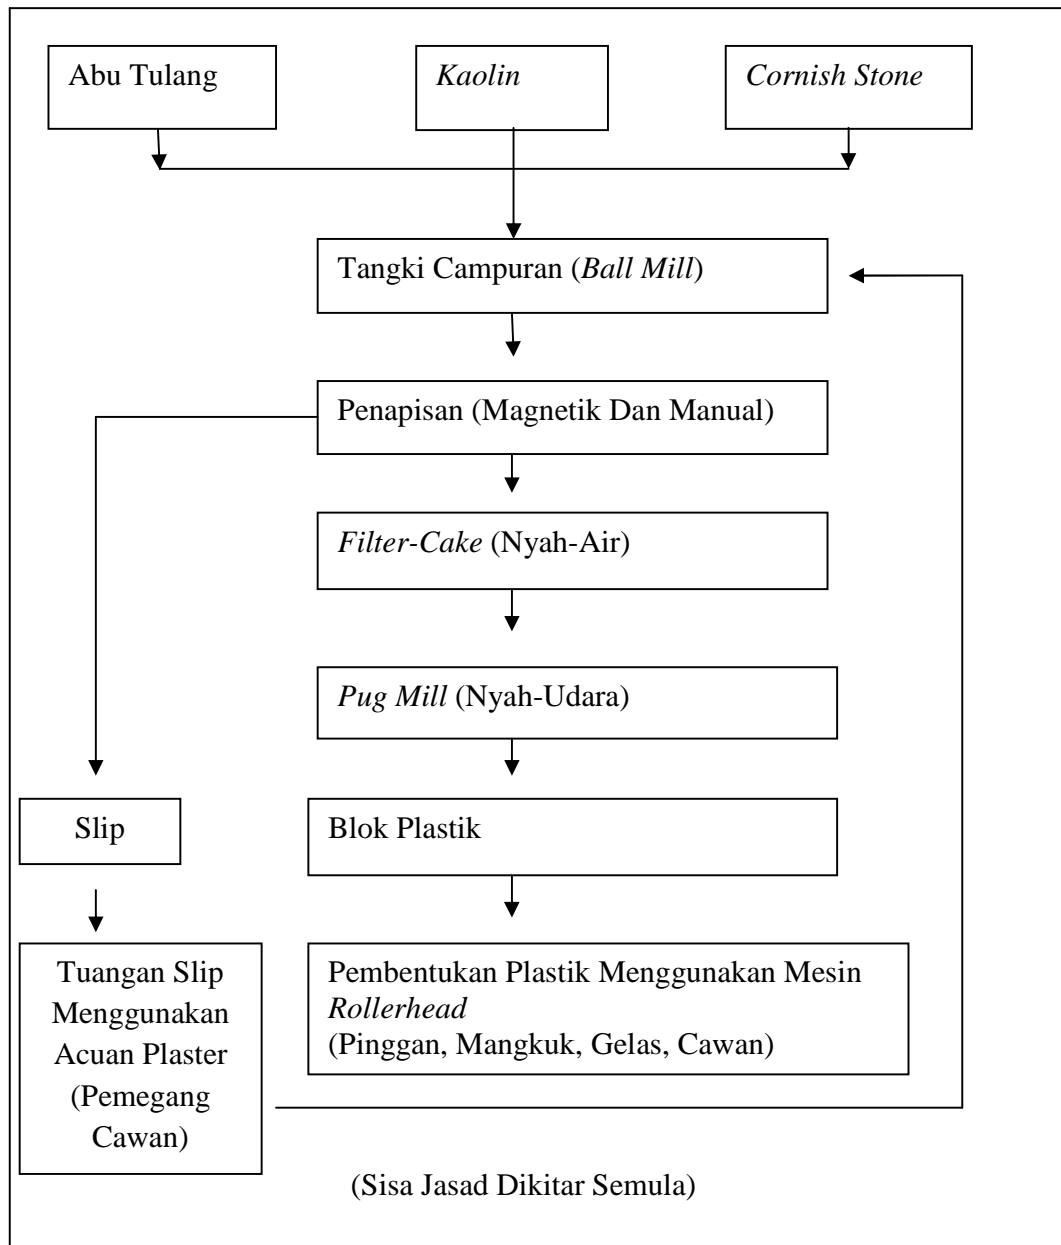 Abu Tulang
Kaolin
Cornish Stone
Tangki Campuran (Ball Mill)
Penapisan (Magnetik Dan Manual)
Filter-Cake (Nyah-Air)
Pug Mill (Nyah-Udara)
Slip
Blok Plastik
Tuangan Slip
Menggunakan
Acuan Plaster
(Pemegang
Cawan)
Pembentukan Plastik Menggunakan Mesin
Rollerhead
(Pinggan, Mangkuk, Gelas, Cawan)
(Sisa Jasad Dikitar Semula)